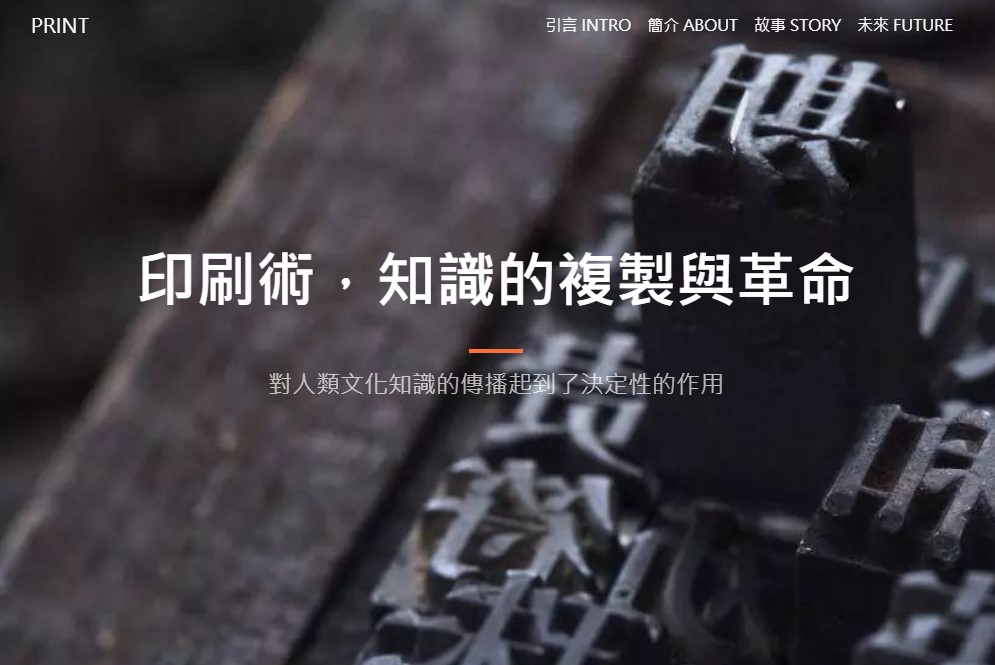 PRINT
引言 INTRO 簡介 ABOUT 故事 STORY 未來 FUTURE
印刷術，知識的複製與革命
對人類文化知識的傳播起到了決定性的作用